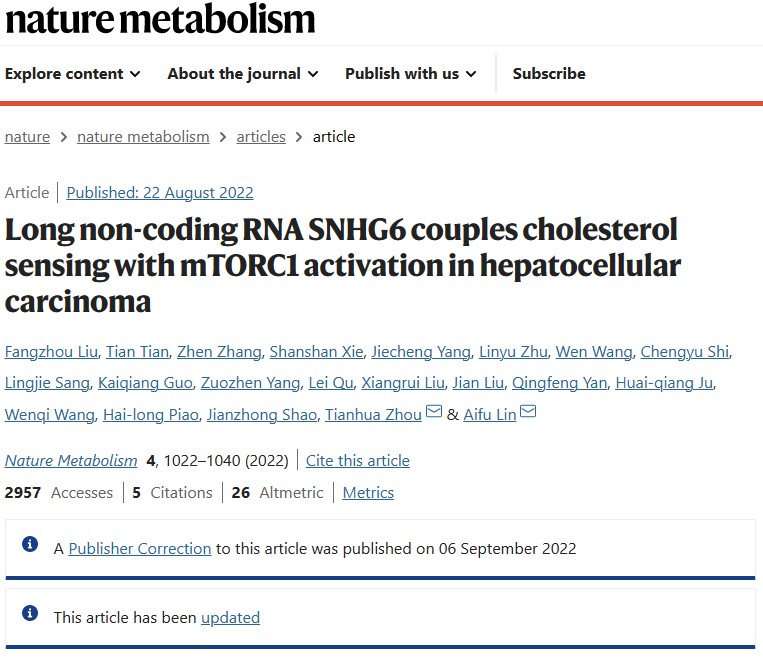 nature metabolism
Explore content About the journal Publish with us Subscribe
nature > nature metabolism > articles > article
Article | Published: 22 August 2022
Long non-coding RNA SNHG6 couples cholesterol
sensing with mTORC1 activation in hepatocellular
carcinoma
Fangzhou Liu, Tian Tian, Zhen Zhang, Shanshan Xie, Jiecheng Yang, Linyu Zhu, Wen Wang, Chengyu Shi,
Lingjie Sang, Kaiqiang Guo, Zuozhen Yang, Lei Qu, Xiangrui Liu, Jian Liu, Qingfeng Yan, Huai-qiang Ju,
Wenqi Wang, Hai-long Piao, Jianzhong Shao, Tianhua Zhou & Aifu Lin
Nature Metabolism 4, 1022–1040 (2022) | Cite this article
2957 Accesses | 5 Citations | 26 Altmetric | Metrics
A Publisher Correction to this article was published on 06 September 2022
This article has been updated